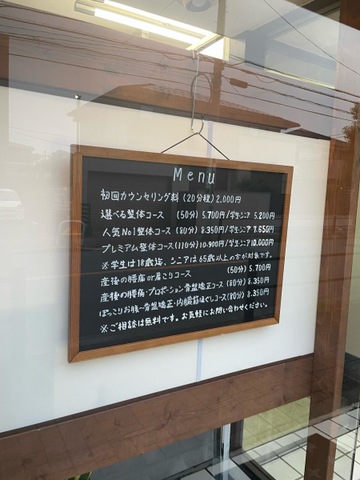 Menu
初回カウンセリング料 (20分程) 2.000円
選べる整体コース (50分) 5.700円/学生・シニア 5.200円
人気No1整体コース (80分) 8.350円/学生・シニア 7.650円
プレミアム整体コース (110分) 10.900円/学生・シニア 10.000円
※学生は18歳迄、シニアは65歳以上の方が対象です。
産後の腰痛or肩こりコース (50分) 5.700円
産後の腰痛・プロポーション骨盤矯正コース (80分) 8.350円
ぽっこりお腹・骨盤矯正・内臓筋ほぐしコース (80分) 8.350円
※ご相談は無料です。お気軽にお問い合わせください。